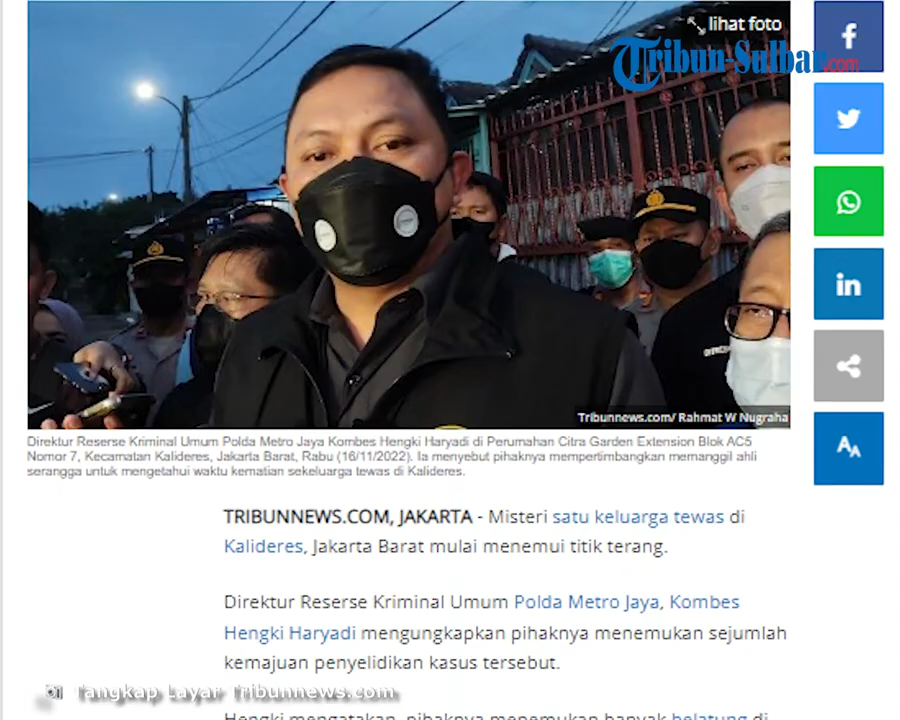 lihat foto
Tribun-Sulbar.com
Tribunnews.com/ Rahmat W Nugraha
Direktur Reserse Kriminal Umum Polda Metro Jaya Kombes Hengki Haryadi di Perumahan Citra Garden Extension Blok AC5
Nomor 7, Kecamatan Kalideres, Jakarta Barat, Rabu (16/11/2022). Ia menyebut pihaknya mempertimbangkan memanggil ahli
serangga untuk mengetahui waktu kematian sekeluarga tewas di Kalideres.
TRIBUNNEWS.COM, JAKARTA - Misteri satu keluarga tewas di
Kalideres, Jakarta Barat mulai menemui titik terang.
Direktur Reserse Kriminal Umum Polda Metro Jaya, Kombes
Hengki Haryadi mengungkapkan pihaknya menemukan sejumlah
kemajuan penyelidikan kasus tersebut.
Tangkap Layar Tribunnews.com
Hengki mengatakan, pihaknya menemukan banyak belatung di